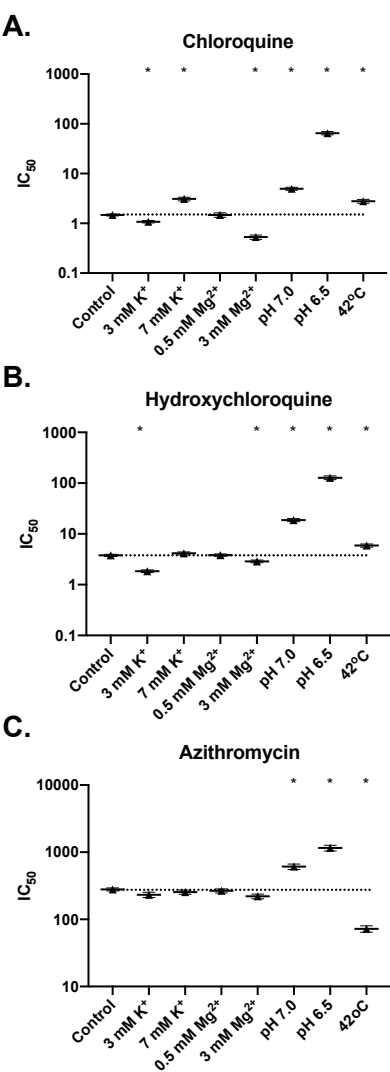 A.
Chloroquine
* * * * * *
1000
100
10
1
0.1
IC50
Control
3 mM K+
7 mM K+
0.5 mM Mg2+
3 mM Mg2+
pH 7.0
pH 6.5
42oC
B.
Hydroxychloroquine
* * * * *
1000
100
10
1
0.1
IC50
Control
3 mM K+
7 mM K+
0.5 mM Mg2+
3 mM Mg2+
pH 7.0
pH 6.5
42oC
C.
Azithromycin
* * *
10000
1000
100
10
IC50
Control
3 mM K+
7 mM K+
0.5 mM Mg2+
3 mM Mg2+
pH 7.0
pH 6.5
42oC